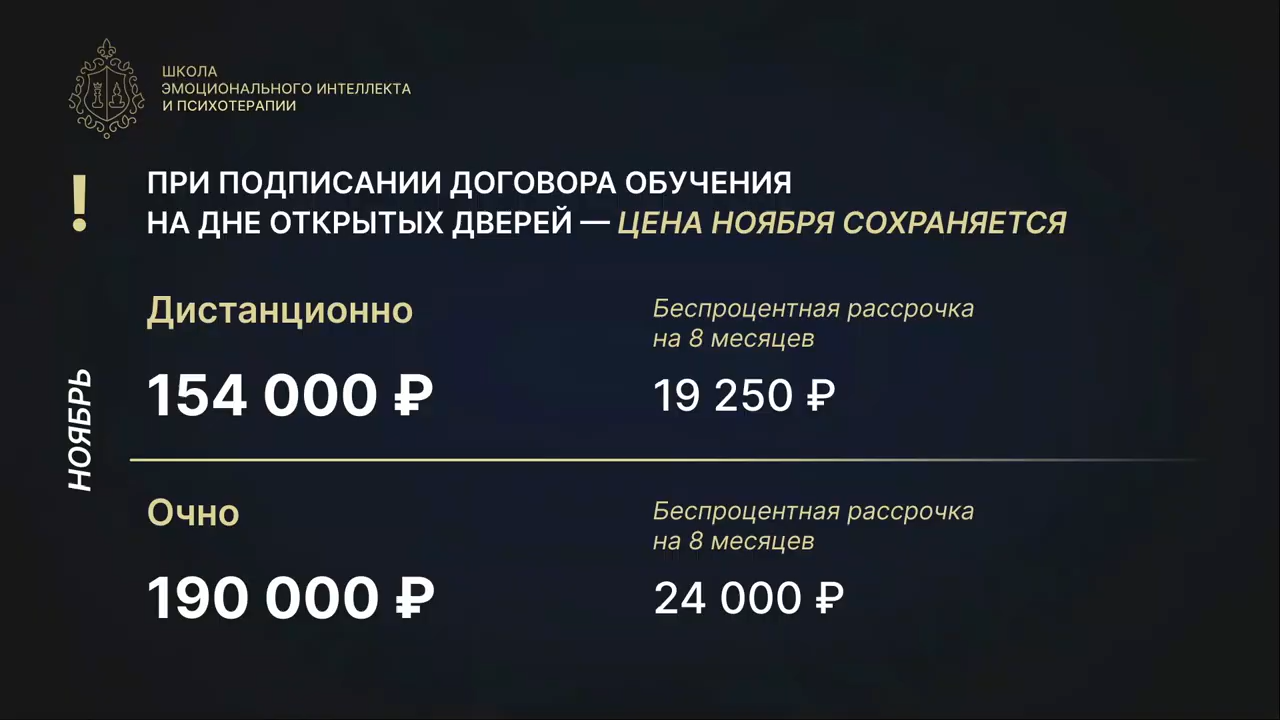 ШКОЛА
ЭМОЦИОНАЛЬНОГО ИНТЕЛЛЕКТА
И ПСИХОТЕРАПИИ
!
ПРИ ПОДПИСАНИИ ДОГОВОРА ОБУЧЕНИЯ
НА ДНЕ ОТКРЫТЫХ ДВЕРЕЙ — ЦЕНА НОЯБРЯ СОХРАНЯЕТСЯ
НОЯБРЬ
Дистанционно
154 000 ₽
Беспроцентная рассрочка
на 8 месяцев
19 250 ₽
Очно
190 000 ₽
Беспроцентная рассрочка
на 8 месяцев
24 000 ₽